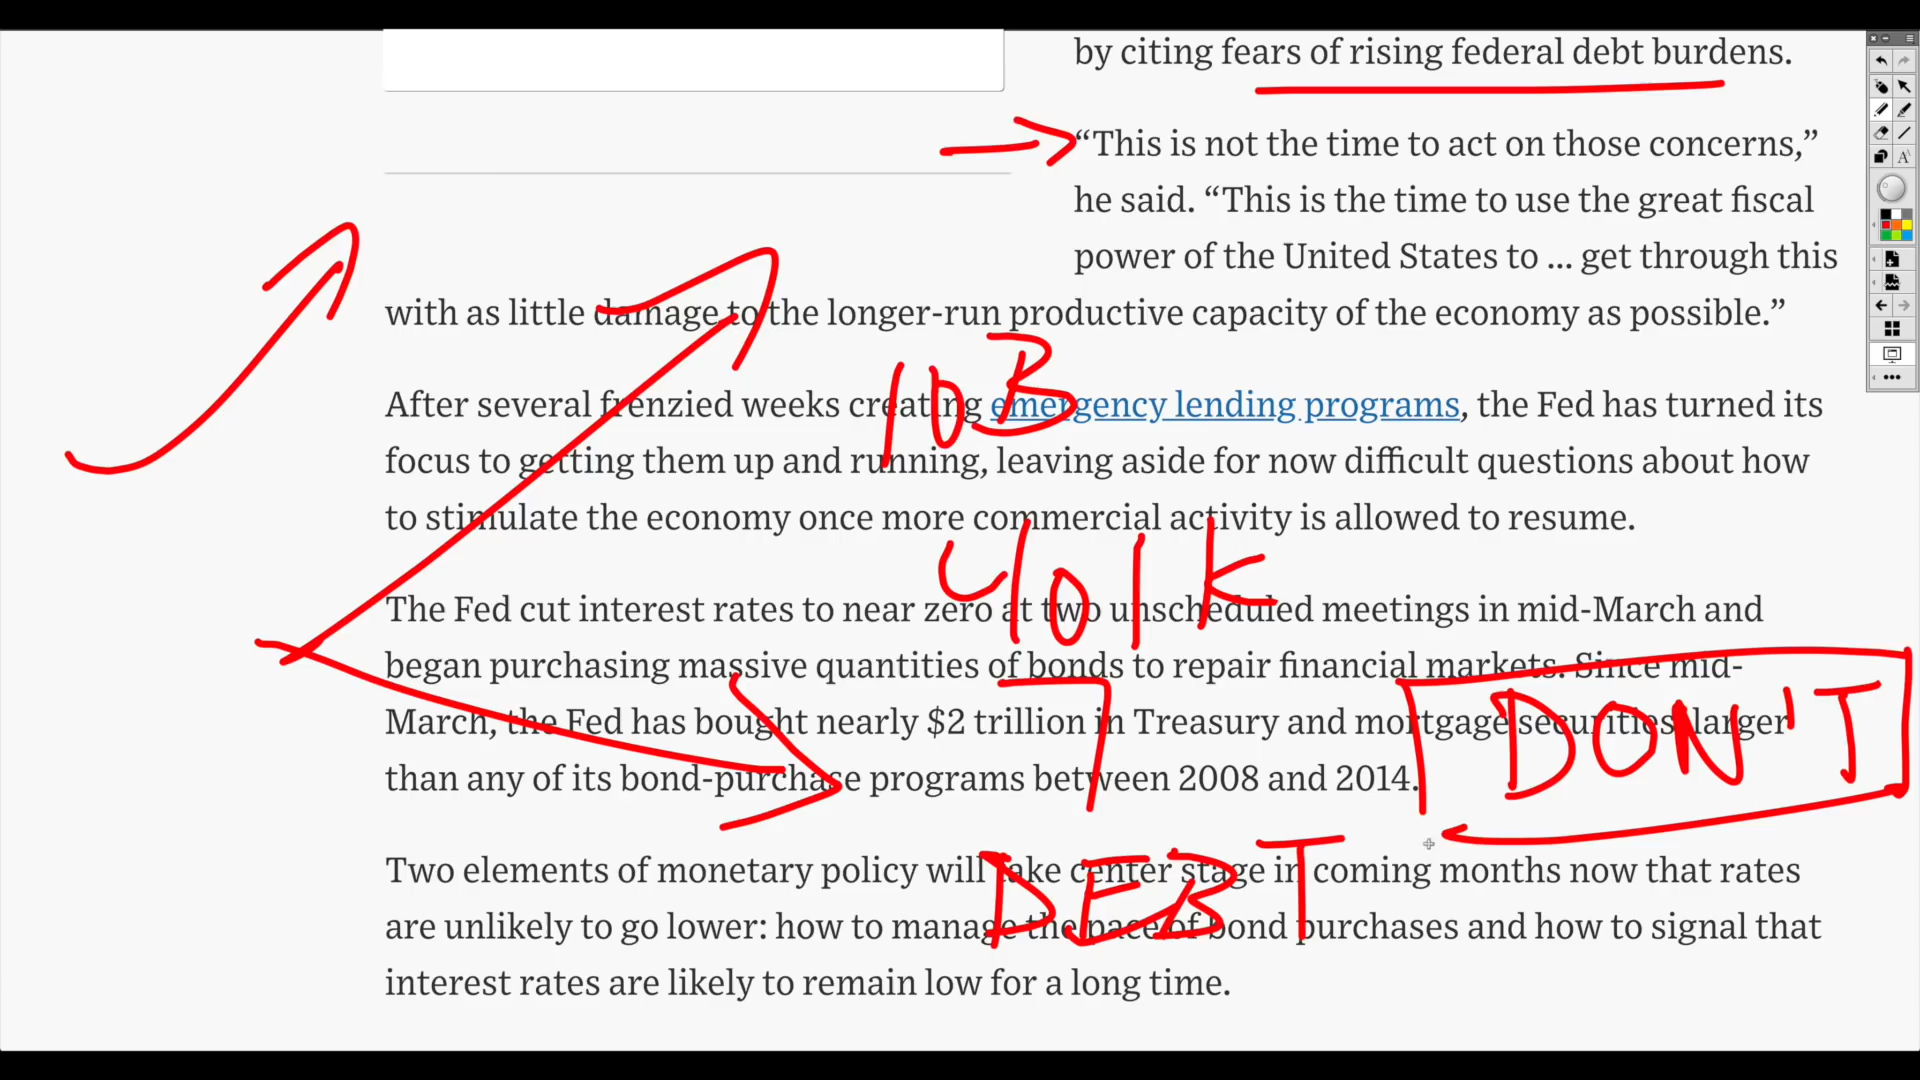 by citing fears of rising federal debt burdens.
“This is not the time to act on those concerns,”
he said. “This is the time to use the great fiscal
power of the United States to ... get through this
with as little damage to the longer-run productive capacity of the economy as possible.”
10B
After several frenzied weeks creating emergency lending programs, the Fed has turned its
focus to getting them up and running, leaving aside for now difficult questions about how
to stimulate the economy once more commercial activity is allowed to resume.
401K
The Fed cut interest rates to near zero at two unscheduled meetings in mid-March and
began purchasing massive quantities of bonds to repair financial markets. Since mid-
March, the Fed has bought nearly $2 trillion in Treasury and mortgage securities, larger
DON'T
than any of its bond-purchase programs between 2008 and 2014.
Two elements of monetary policy will take center stage in coming months now that rates
DEBT
are unlikely to go lower: how to manage the pace of bond purchases and how to signal that
interest rates are likely to remain low for a long time.